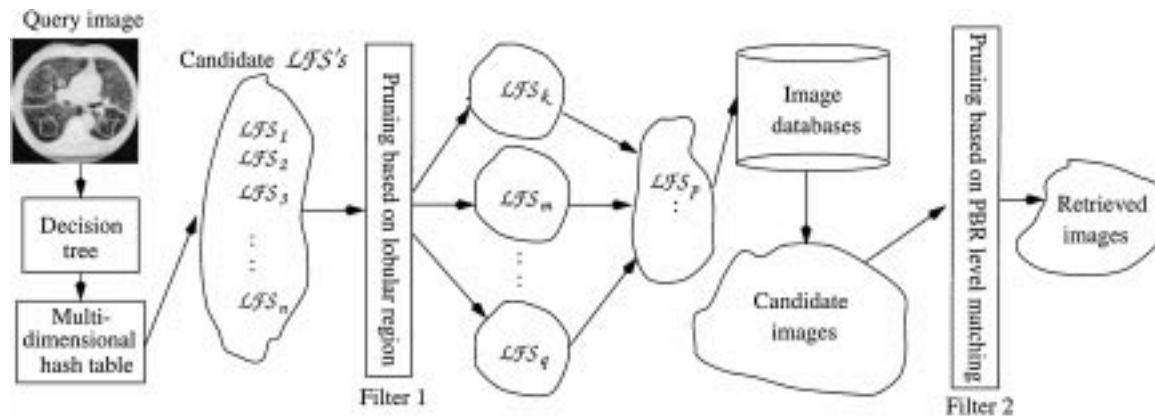 Query image
Decision
tree
Multi-
dimensional
hash table
Candidate LFS's
LFS1
LFS2
LFS3
LFSn
Pruning based on lobular region
Filter 1
LFSk
LFSm
LFSq
LFSp
Image
databases
Candidate
images
Pruning based on PBR level matching
Filter 2
Retrieved
images